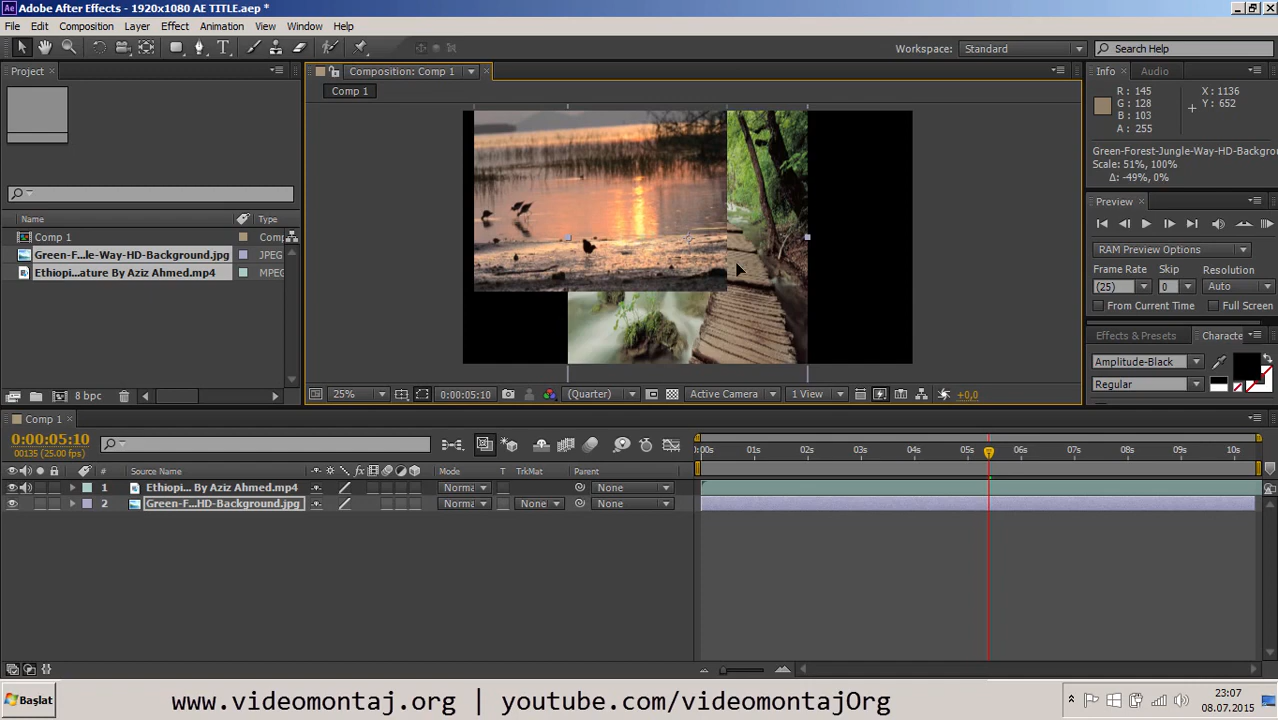 Adobe After Effects - 1920x1080 AE TITLE.aep *
File Edit Composition Layer Effect Animation View Window Help
Workspace: Standard Search Help
Project
Composition: Comp 1
Info Audio
Comp 1
R: 145
G: 128
B: 103
A: 255
X: 1136
Y: 652
Green-Forest-Jungle-Way-HD-Backgro
Scale: 51%, 100%
Δ: -49%, 0%
Preview
RAM Preview Options
Frame Rate Skip Resolution
(25) 0 Auto
From Current Time Full Screen
Effects & Presets Characte
Amplitude-Black
Regular
Name Type
Comp 1 Comp
Green-F...le-Way-HD-Background.jpg JPEG
Ethiopi...ature By Aziz Ahmed.mp4 MPEG
8 bpc
25% 0:00:05:10 (Quarter) Active Camera 1 View +0,0
Comp 1
0:00:05:10
00135 (25.00 fps)
0:00s 01s 02s 03s 04s 05s 06s 07s 08s 09s 10s
# Source Name Mode T TrkMat Parent
1 Ethiopi... By Aziz Ahmed.mp4 Norma None
2 Green-F...HD-Background.jpg Norma None None
Başlat
www.videomontaj.org | youtube.com/videomontajOrg
23:07
08.07.2015